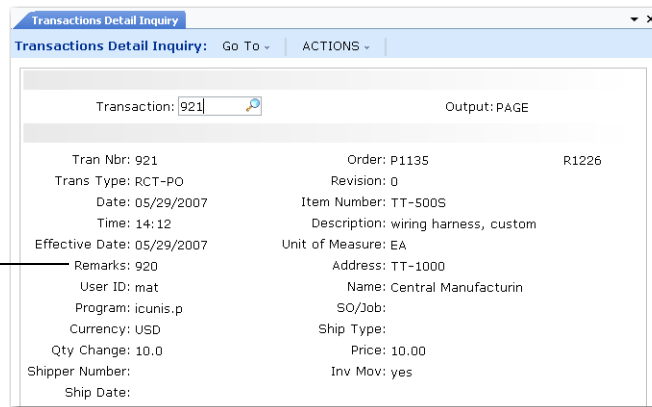 Transactions Detail Inquiry
Transactions Detail Inquiry: Go To ACTIONS
Transaction: 921 Output: PAGE
Tran Nbr: 921 Order: P1135 R1226
Trans Type: RCT-PO Revision: 0
Date: 05/29/2007 Item Number: TT-500S
Time: 14:12 Description: wiring harness, custom
Effective Date: 05/29/2007 Unit of Measure: EA
Remarks: 920 Address: TT-1000
User ID: mat Name: Central Manufacturin
Program: icunis.p SO/Job:
Currency: USD Ship Type:
Qty Change: 10.0 Price: 10.00
Shipper Number: Inv Mov: yes
Ship Date: